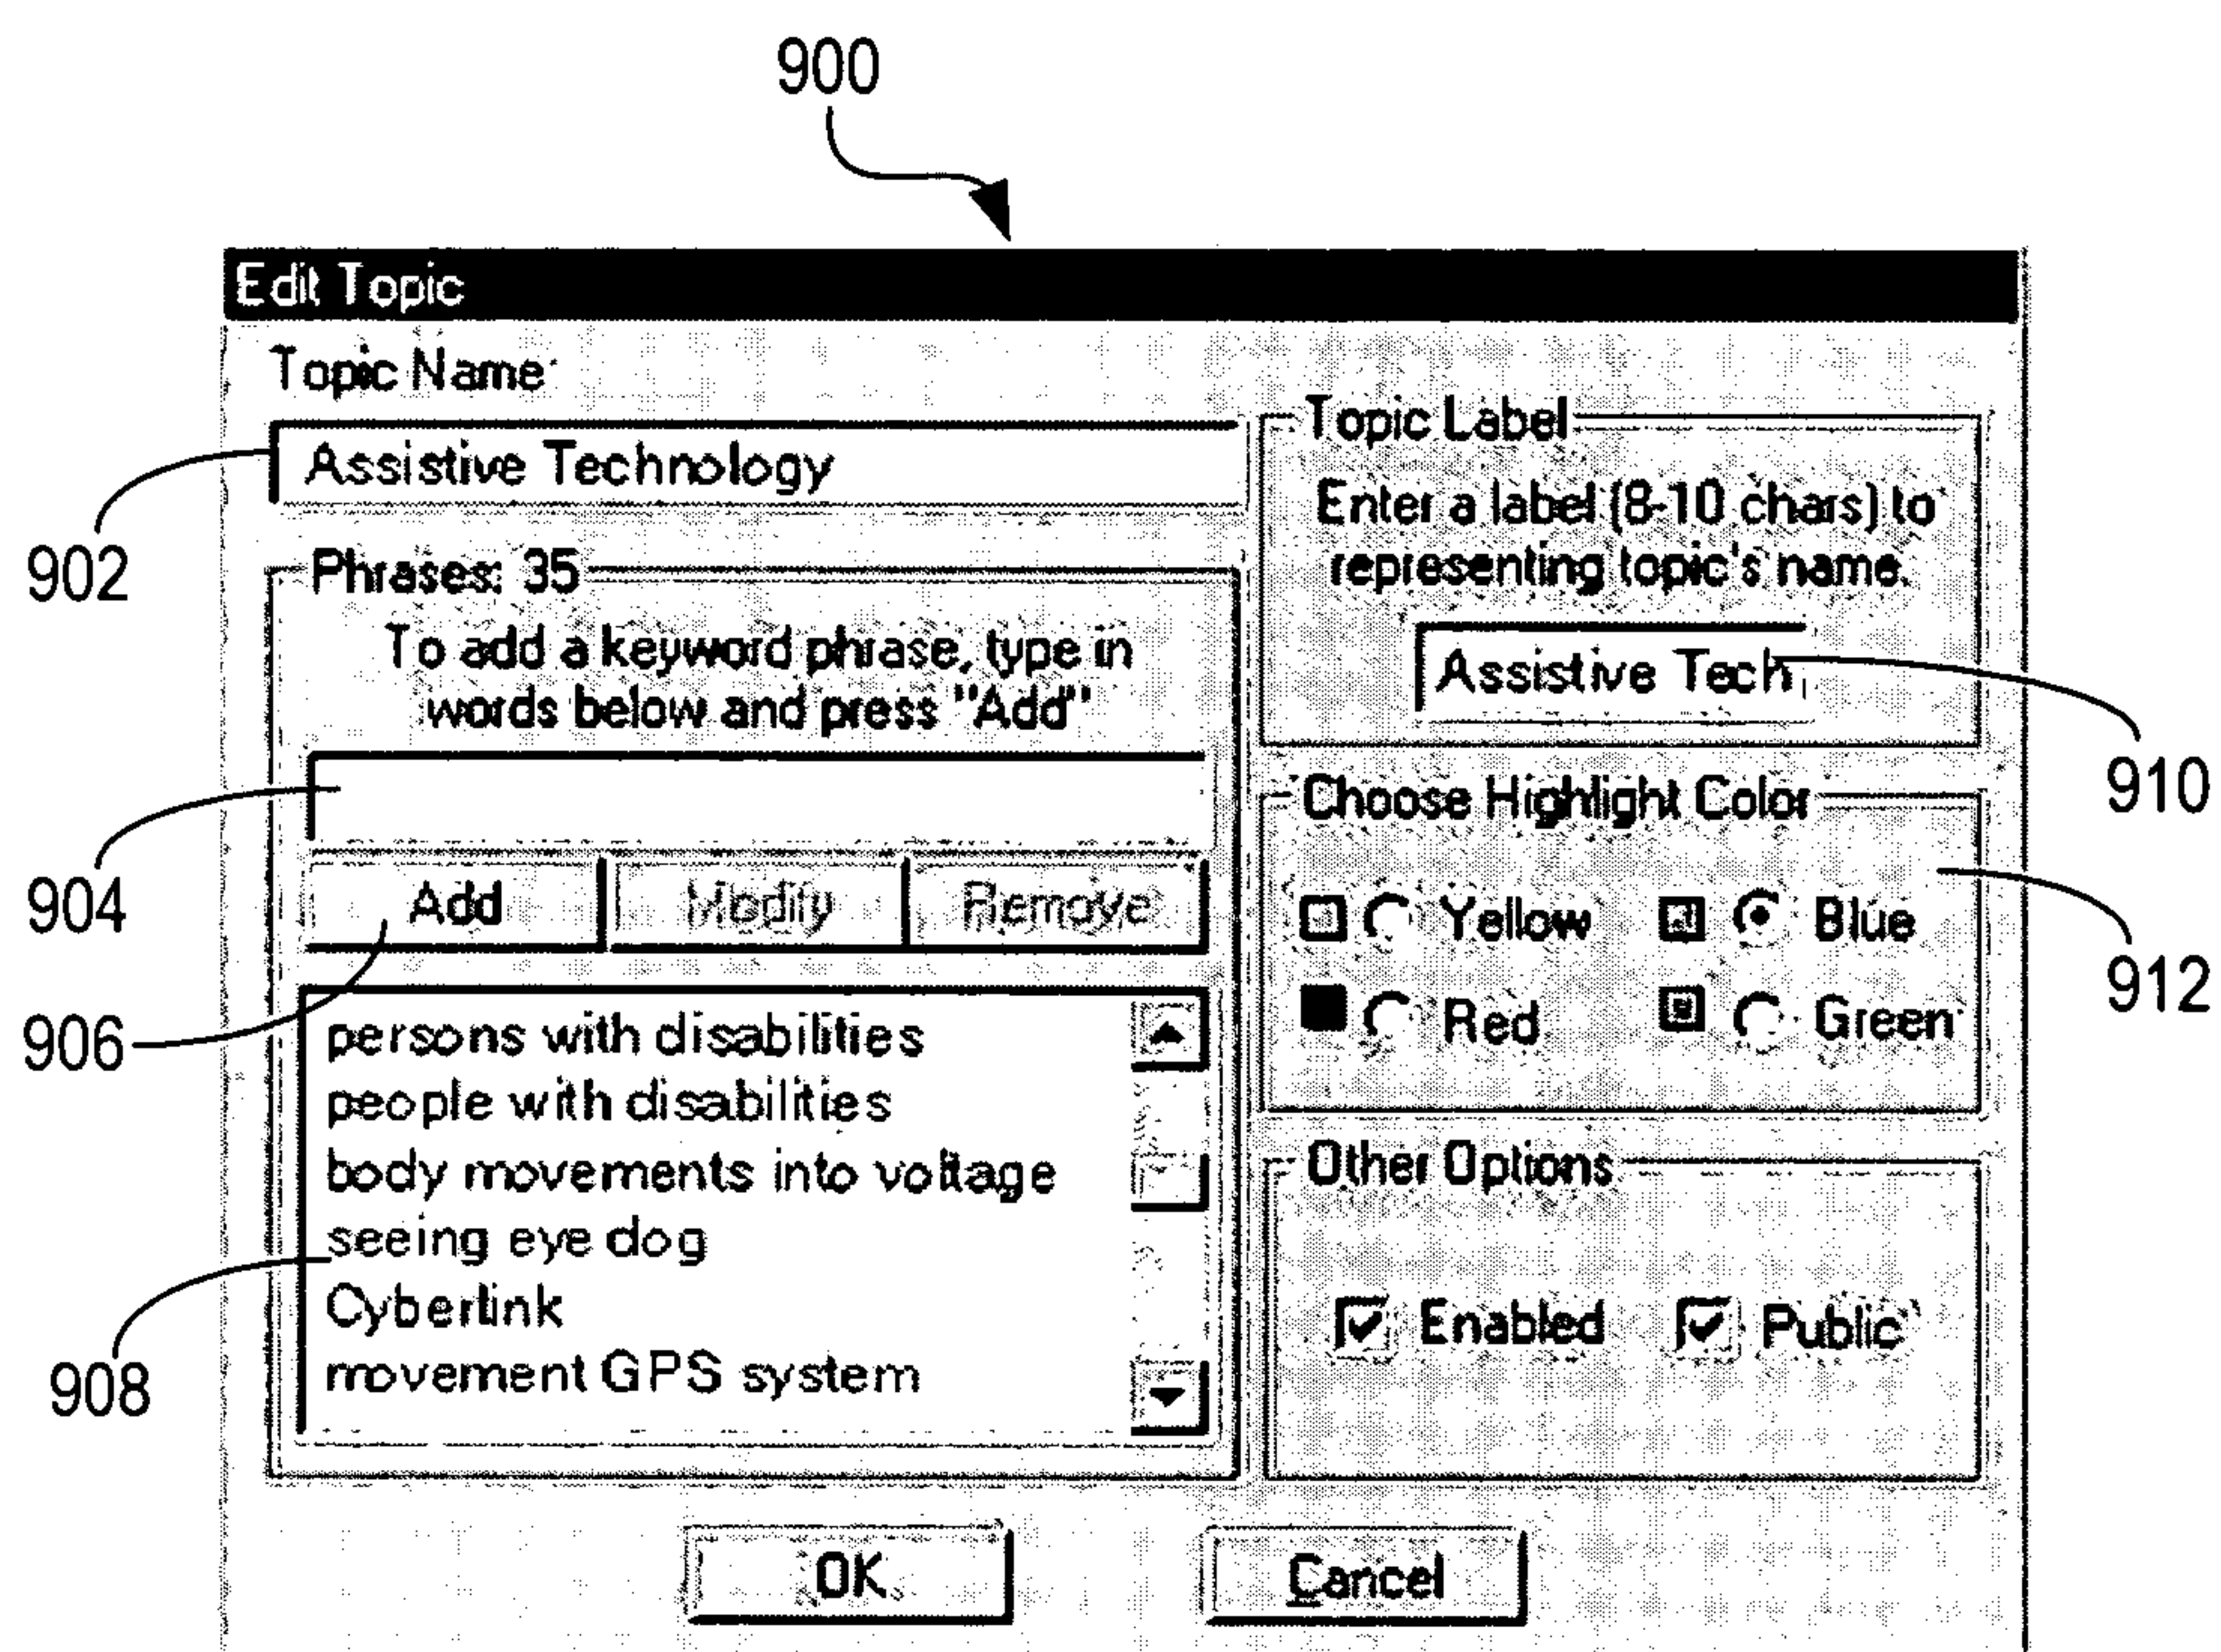 900
Edit Topic
Topic Name
902
Assistive Technology
Phrases: 35
To add a keyword phrase, type in
words below and press "Add"
904
Add Modify Remove
906
persons with disabilities
people with disabilities
body movements into voltage
seeing eye dog
Cyberlink
movement GPS system
908
Topic Label
Enter a label (8-10 chars) to
representing topic's name.
Assistive Tech
910
Choose Highlight Color
Yellow Blue
Red Green
912
Other Options
Enabled Public
OK Cancel